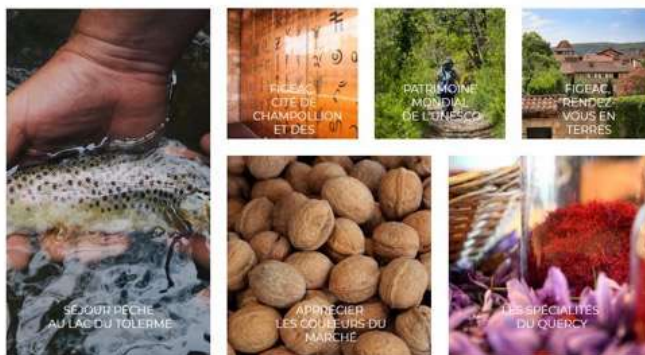 FIGEAC,
CITÉ DE
CHAMPOLLION
ET DES
PATRIMOINE
MONDIAL
DE L'UNESCO
FIGEAC,
RENDEZ-
VOUS EN
TERRES
SÉJOUR PÊCHE
AU LAC DU TOLERME
APPRÉCIER
LES COULEURS DU
MARCHÉ
LES SPÉCIALITÉS
DU QUERCY